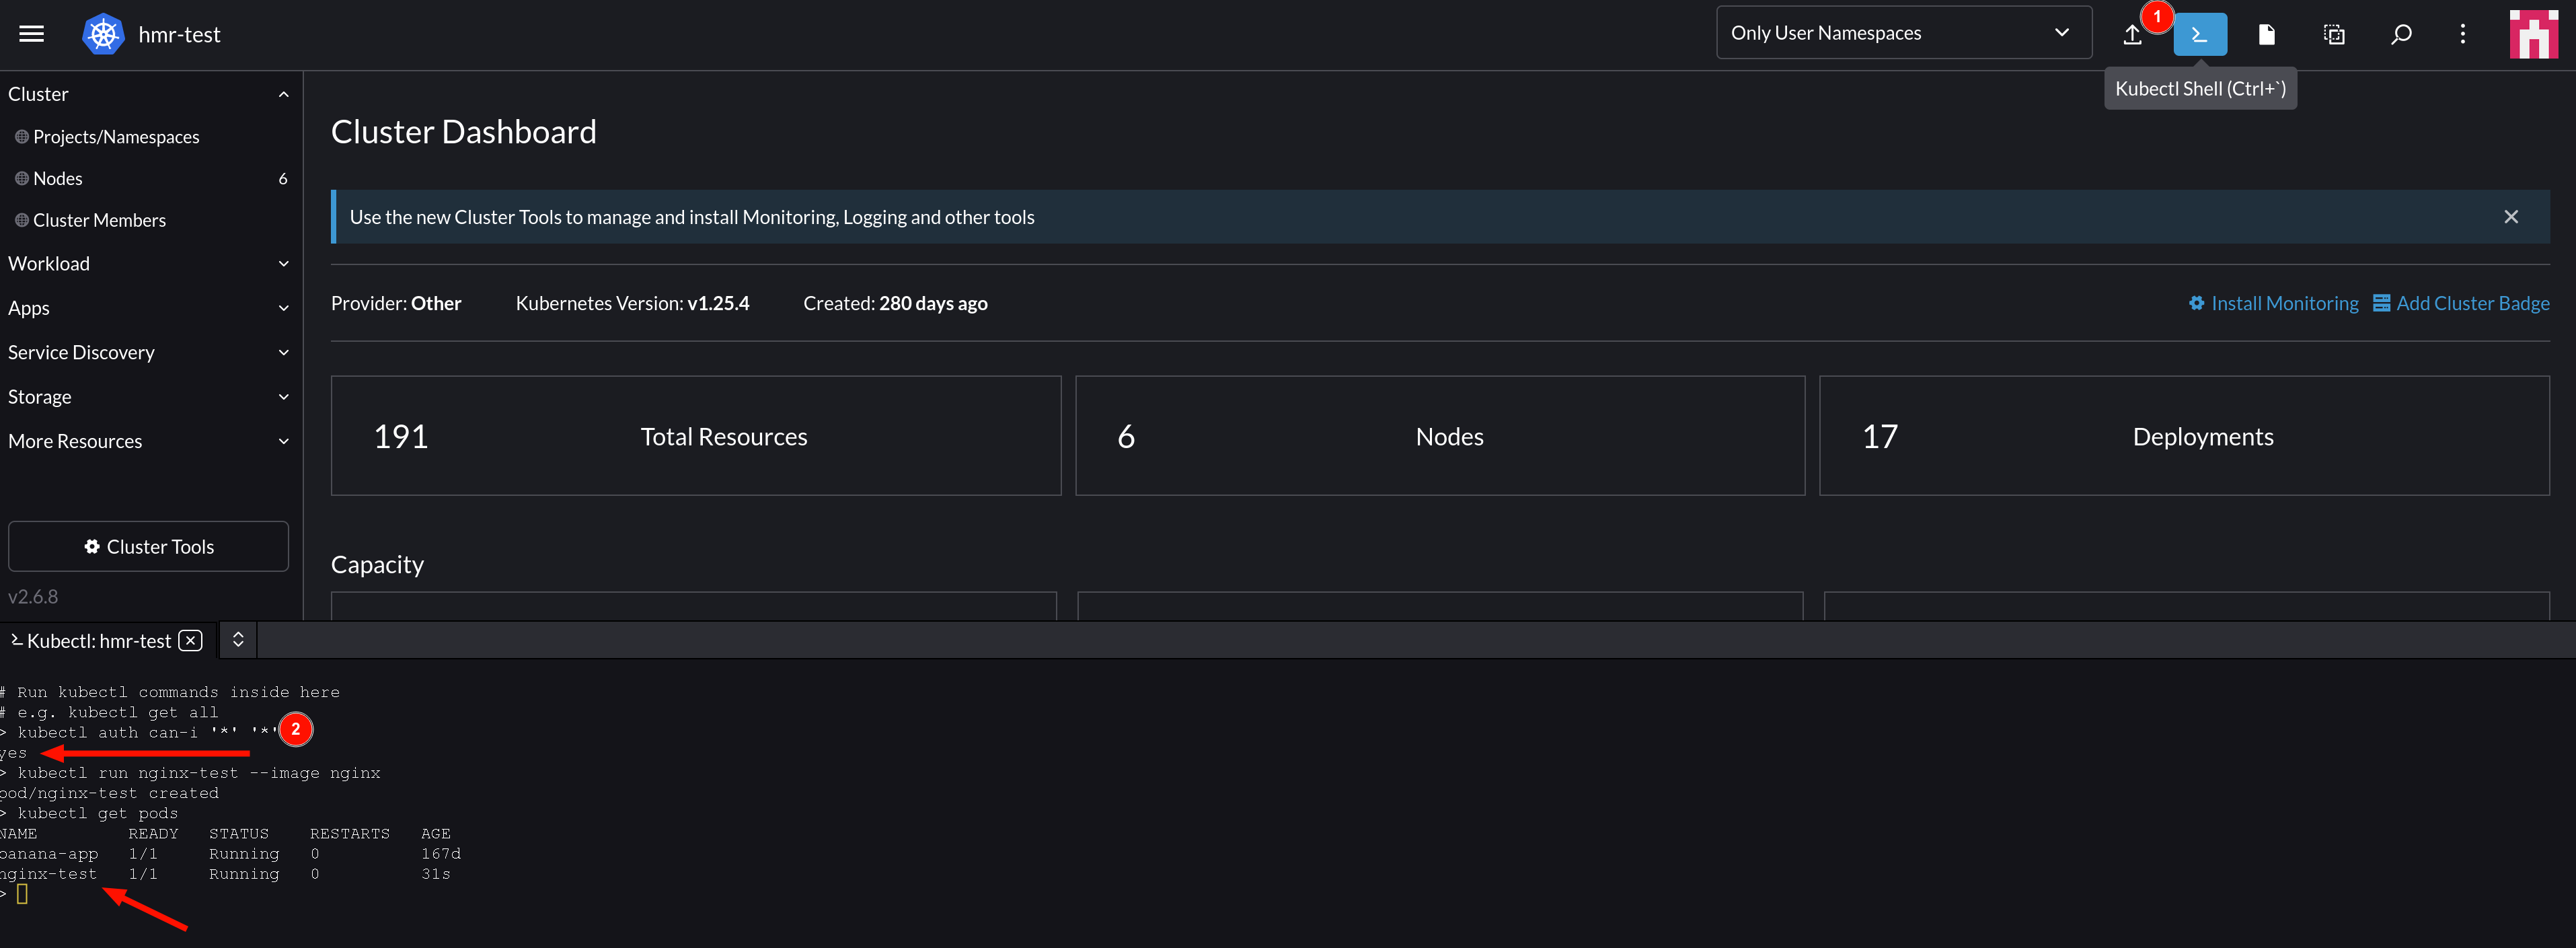 hmr-test
Only User Namespaces
1
Kubectl Shell (Ctrl+`)
Cluster
Projects/Namespaces
Nodes 6
Cluster Members
Workload
Apps
Service Discovery
Storage
More Resources
Cluster Tools
v2.6.8
Cluster Dashboard
Use the new Cluster Tools to manage and install Monitoring, Logging and other tools
Provider: Other Kubernetes Version: v1.25.4 Created: 280 days ago
Install Monitoring Add Cluster Badge
191 Total Resources
6 Nodes
17 Deployments
Capacity
Kubectl: hmr-test
# Run kubectl commands inside here
# e.g. kubectl get all
> kubectl auth can-i '*' '*'
2
yes
> kubectl run nginx-test --image nginx
pod/nginx-test created
> kubectl get pods
NAME READY STATUS RESTARTS AGE
banana-app 1/1 Running 0 167d
nginx-test 1/1 Running 0 31s
>